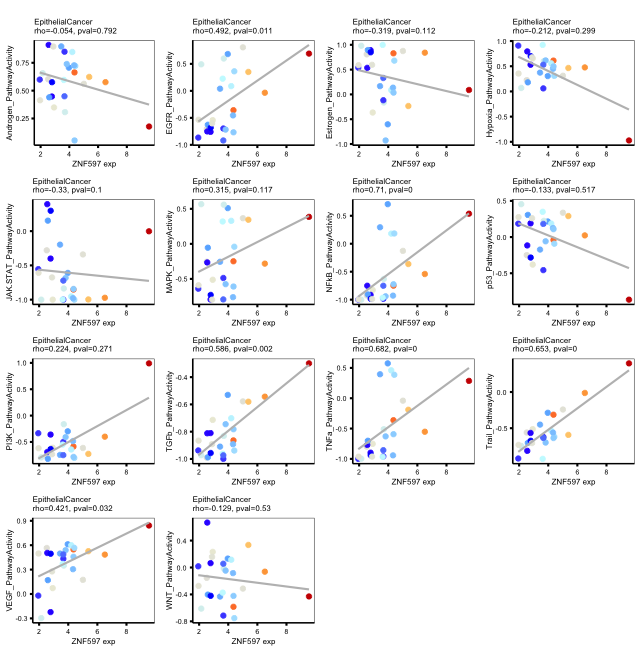 EpithelialCancer
rho=-0.054, pval=0.792
Androgen_PathwayActivity
0.75
0.50
0.25
2 4 6 8
ZNF597 exp
EpithelialCancer
rho=0.492, pval=0.011
EGFR_PathwayActivity
0.5
0.0
-0.5
-1.0
2 4 6 8
ZNF597 exp
EpithelialCancer
rho=-0.319, pval=0.112
Estrogen_PathwayActivity
1.0
0.5
0.0
-0.5
-1.0
2 4 6 8
ZNF597 exp
EpithelialCancer
rho=-0.212, pval=0.299
Hypoxia_PathwayActivity
1.0
0.5
0.0
-0.5
-1.0
2 4 6 8
ZNF597 exp
EpithelialCancer
rho=-0.33, pval=0.1
JAK-STAT_PathwayActivity
0.0
-0.5
-1.0
2 4 6 8
ZNF597 exp
EpithelialCancer
rho=0.315, pval=0.117
MAPK_PathwayActivity
0.5
0.0
-0.5
2 4 6 8
ZNF597 exp
EpithelialCancer
rho=0.71, pval=0
NFkB_PathwayActivity
0.5
0.0
-0.5
-1.0
2 4 6 8
ZNF597 exp
EpithelialCancer
rho=-0.133, pval=0.517
p53_PathwayActivity
0.5
0.0
-0.5
2 4 6 8
ZNF597 exp
EpithelialCancer
rho=0.224, pval=0.271
PI3K_PathwayActivity
1.0
0.5
0.0
-0.5
2 4 6 8
ZNF597 exp
EpithelialCancer
rho=0.586, pval=0.002
TGFb_PathwayActivity
-0.4
-0.6
-0.8
-1.0
2 4 6 8
ZNF597 exp
EpithelialCancer
rho=0.682, pval=0
TNFa_PathwayActivity
0.5
0.0
-0.5
-1.0
2 4 6 8
ZNF597 exp
EpithelialCancer
rho=0.653, pval=0
Trail_PathwayActivity
0.0
-0.5
2 4 6 8
ZNF597 exp
EpithelialCancer
rho=0.421, pval=0.032
VEGF_PathwayActivity
0.9
0.6
0.3
0.0
-0.3
2 4 6 8
ZNF597 exp
EpithelialCancer
rho=-0.129, pval=0.53
WNT_PathwayActivity
0.4
0.0
-0.4
-0.8
2 4 6 8
ZNF597 exp